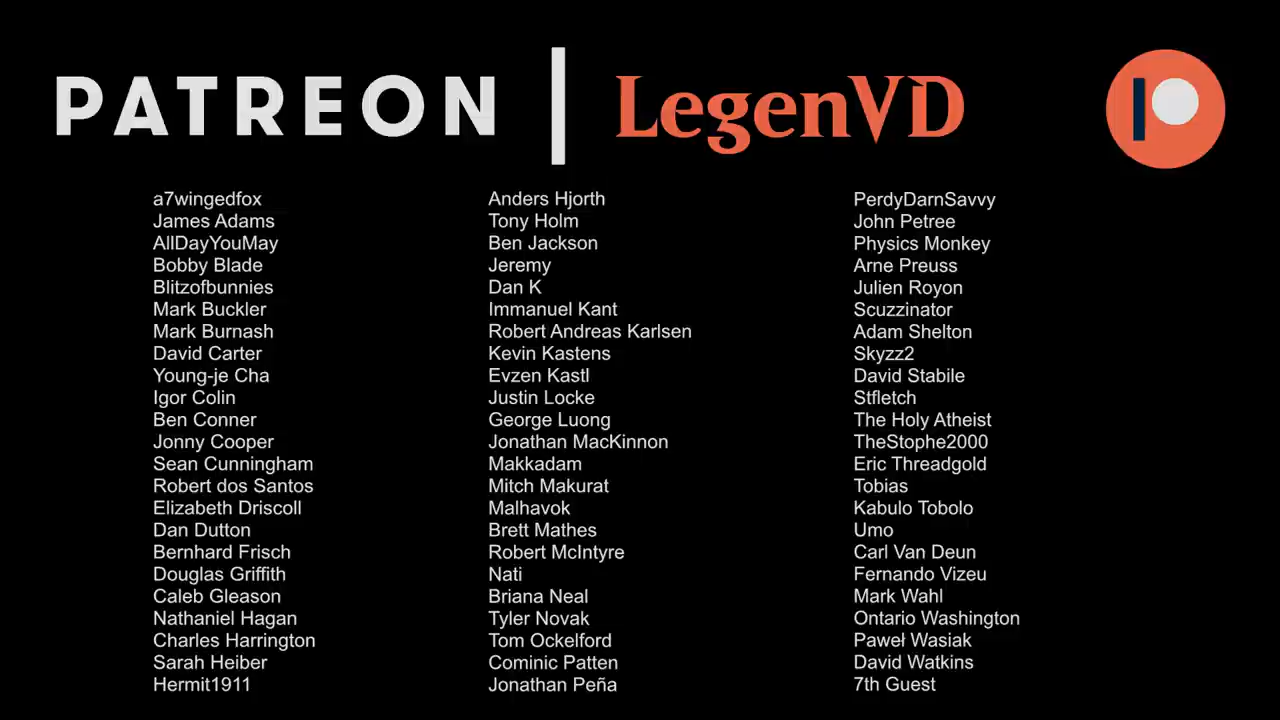 PATREON | LegenVD
a7wingedfox
James Adams
AllDayYouMay
Bobby Blade
Blitzofbunnies
Mark Buckler
Mark Burnash
David Carter
Young-je Cha
Igor Colin
Ben Conner
Jonny Cooper
Sean Cunningham
Robert dos Santos
Elizabeth Driscoll
Dan Dutton
Bernhard Frisch
Douglas Griffith
Caleb Gleason
Nathaniel Hagan
Charles Harrington
Sarah Heiber
Hermit1911
Anders Hjorth
Tony Holm
Ben Jackson
Jeremy
Dan K
Immanuel Kant
Robert Andreas Karlsen
Kevin Kastens
Evzen Kastl
Justin Locke
George Luong
Jonathan MacKinnon
Makkadam
Mitch Makurat
Malhavok
Brett Mathes
Robert McIntyre
Nati
Briana Neal
Tyler Novak
Tom Ockelford
Cominic Patten
Jonathan Peña
PerdyDarnSavvy
John Petree
Physics Monkey
Arne Preuss
Julien Royon
Scuzzinator
Adam Shelton
Skyzz2
David Stabile
Stfletch
The Holy Atheist
TheStophe2000
Eric Threadgold
Tobias
Kabulo Tobolo
Umo
Carl Van Deun
Fernando Vizeu
Mark Wahl
Ontario Washington
Paweł Wasiak
David Watkins
7th Guest